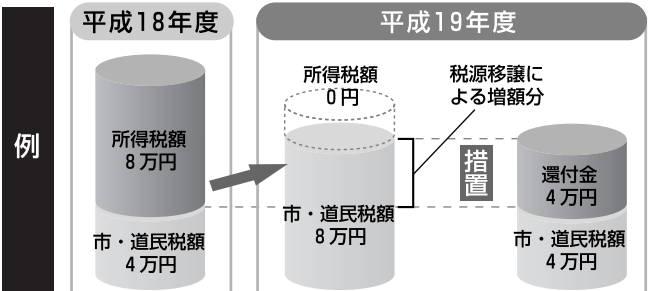 例
平成18年度
所得税額
8万円
市・道民税額
4万円
平成19年度
所得税額
0円
市・道民税額
8万円
税源移譲に
よる増額分
措置
還付金
4万円
市・道民税額
4万円